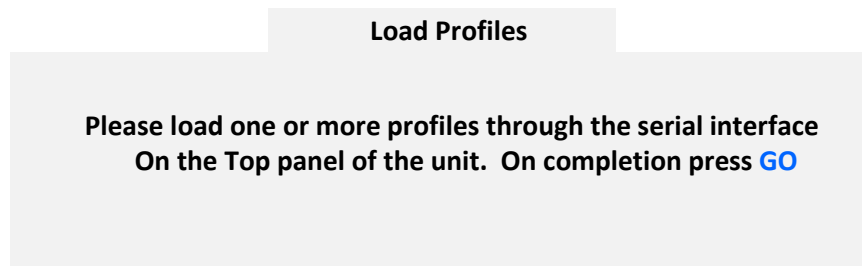 Load Profiles
Please load one or more profiles through the serial interface
On the Top panel of the unit.  On completion press GO